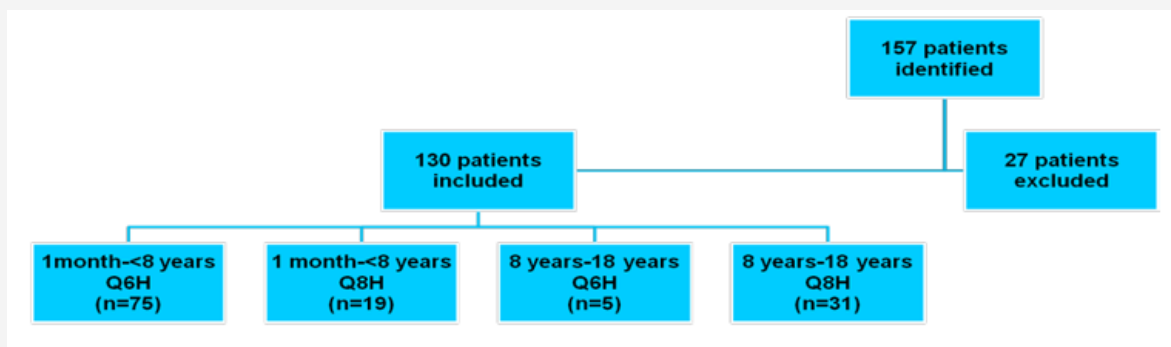 157 patients
identified
130 patients
included
27 patients
excluded
1month-<8 years
Q6H
(n=75)
1 month-<8 years
Q8H
(n=19)
8 years-18 years
Q6H
(n=5)
8 years-18 years
Q8H
(n=31)